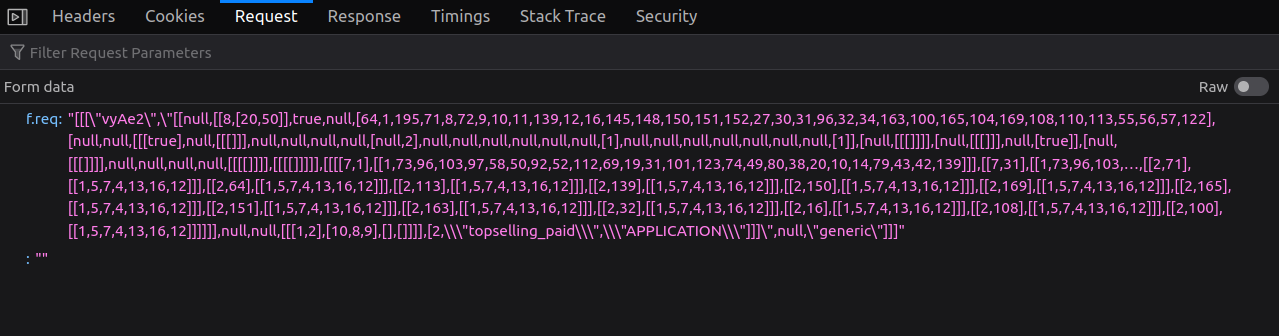 Headers Cookies Request Response Timings Stack Trace Security
Filter Request Parameters
Form data Raw
f.req: "[[[\"vyAe2\",\"[[null,[[8,[20,50]],true,null,[64,1,195,71,8,72,9,10,11,139,12,16,145,148,150,151,152,27,30,31,96,32,34,163,100,165,104,169,108,110,113,55,56,57,122],
[null,null,[[[true],null,[[[]]],null,null,null,null,[null,2],null,null,null,null,null,null,[1],null,null,null,null,null,null,null,[1]],[null,[[[]]]],[null,[[[]]],null,[true]],[null,
[[[]]]],null,null,null,null,[[[[]]]],[[[[]]]]],[[[[7,1],[[1,73,96,103,97,58,50,92,52,112,69,19,31,101,123,74,49,80,38,20,10,14,79,43,42,139]]],[[7,31],[[1,73,96,103,…,[[2,71],
[[1,5,7,4,13,16,12]]],[[2,64],[[1,5,7,4,13,16,12]]],[[2,113],[[1,5,7,4,13,16,12]]],[[2,139],[[1,5,7,4,13,16,12]]],[[2,150],[[1,5,7,4,13,16,12]]],[[2,169],[[1,5,7,4,13,16,12]]],[[2,165],
[[1,5,7,4,13,16,12]]],[[2,151],[[1,5,7,4,13,16,12]]],[[2,163],[[1,5,7,4,13,16,12]]],[[2,32],[[1,5,7,4,13,16,12]]],[[2,16],[[1,5,7,4,13,16,12]]],[[2,108],[[1,5,7,4,13,16,12]]],[[2,100],
[[1,5,7,4,13,16,12]]]]]],null,null,[[[1,2],[10,8,9],[],[]]]],[2,\\\"topselling_paid\\\",\\\"APPLICATION\\\"]]]\",null,\"generic\"]]]"
: ""